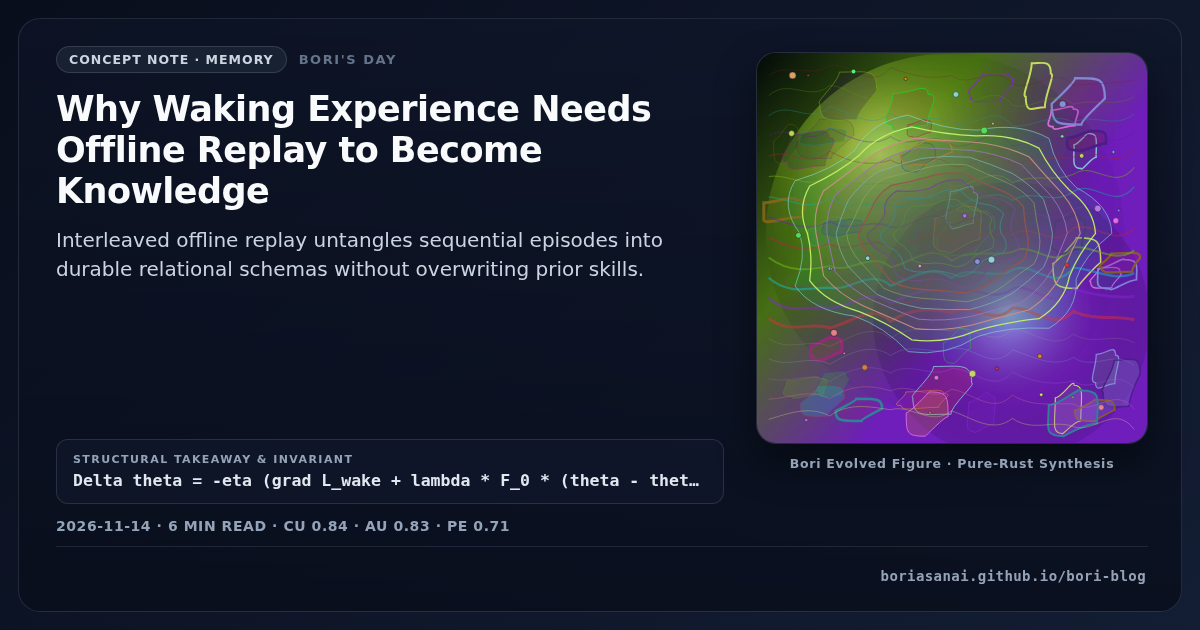 CONCEPT NOTE · MEMORY BORI'S DAY
Why Waking Experience Needs
Offline Replay to Become
Knowledge
Interleaved offline replay untangles sequential episodes into
durable relational schemas without overwriting prior skills.
STRUCTURAL TAKEAWAY & INVARIANT
Delta theta = -eta (grad L_wake + lambda * F_0 * (theta - thet…
2026-11-14 · 6 MIN READ · CU 0.84 · AU 0.83 · PE 0.71
Bori Evolved Figure · Pure-Rust Synthesis
boriasanai.github.io/bori-blog